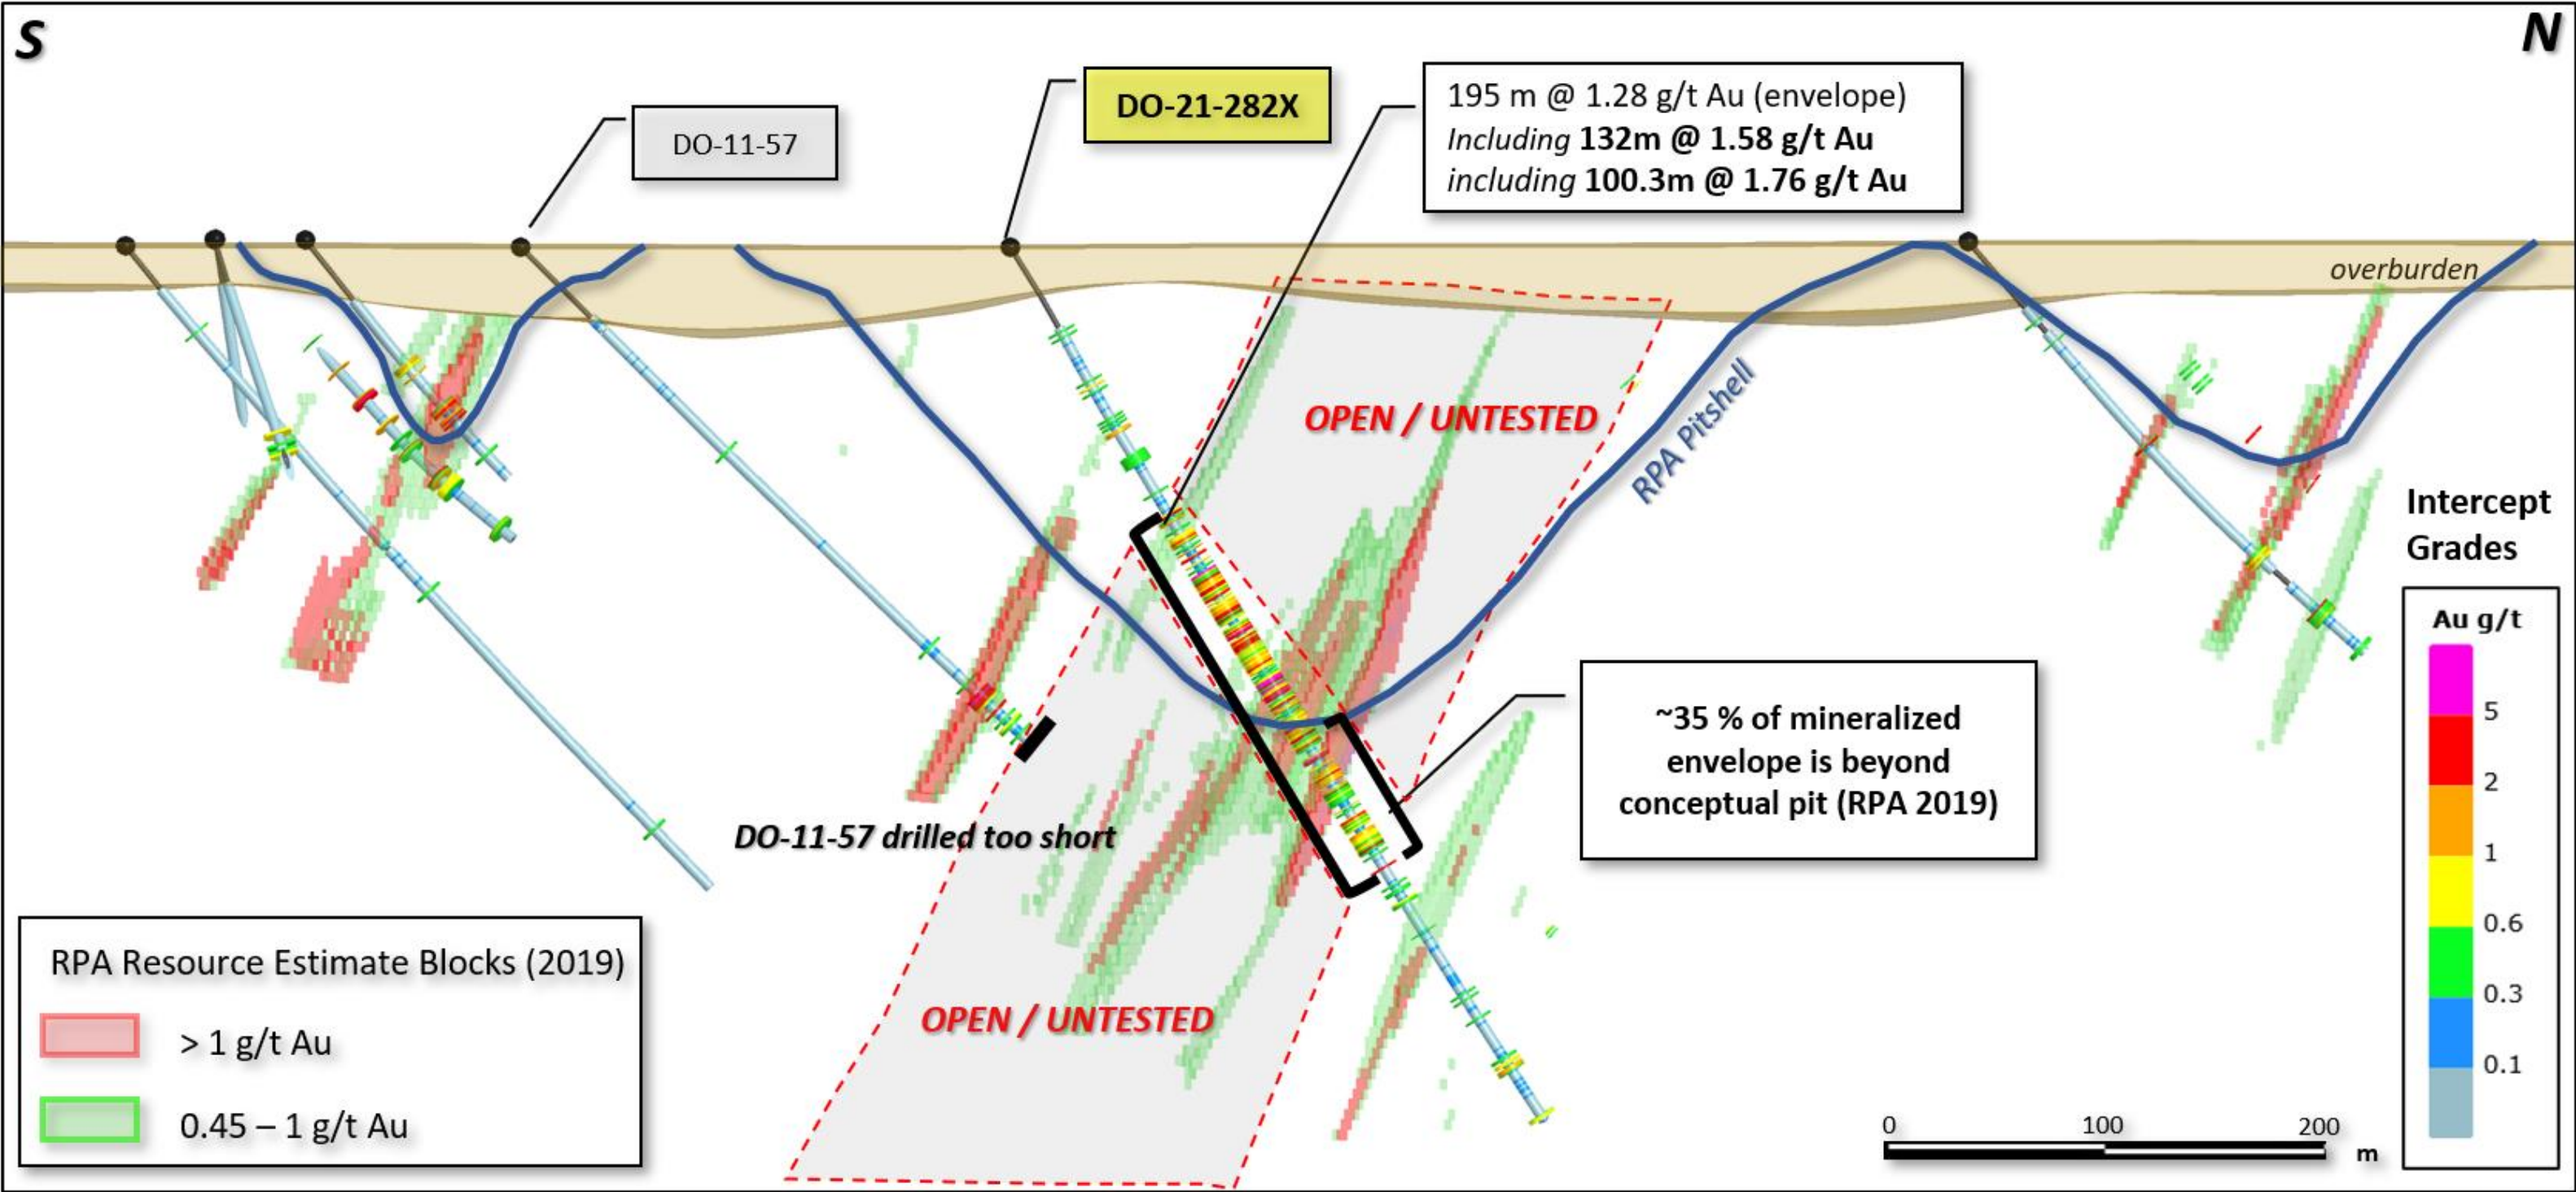 S
N
DO-11-57
DO-21-282X
195 m @ 1.28 g/t Au (envelope)
Including 132m @ 1.58 g/t Au
including 100.3m @ 1.76 g/t Au
overburden
OPEN / UNTESTED
RPA Pitshell
Intercept
Grades
Au g/t
5
2
1
0.6
0.3
0.1
~35 % of mineralized
envelope is beyond
conceptual pit (RPA 2019)
DO-11-57 drilled too short
OPEN / UNTESTED
RPA Resource Estimate Blocks (2019)
> 1 g/t Au
0.45 – 1 g/t Au
0 100 200
m